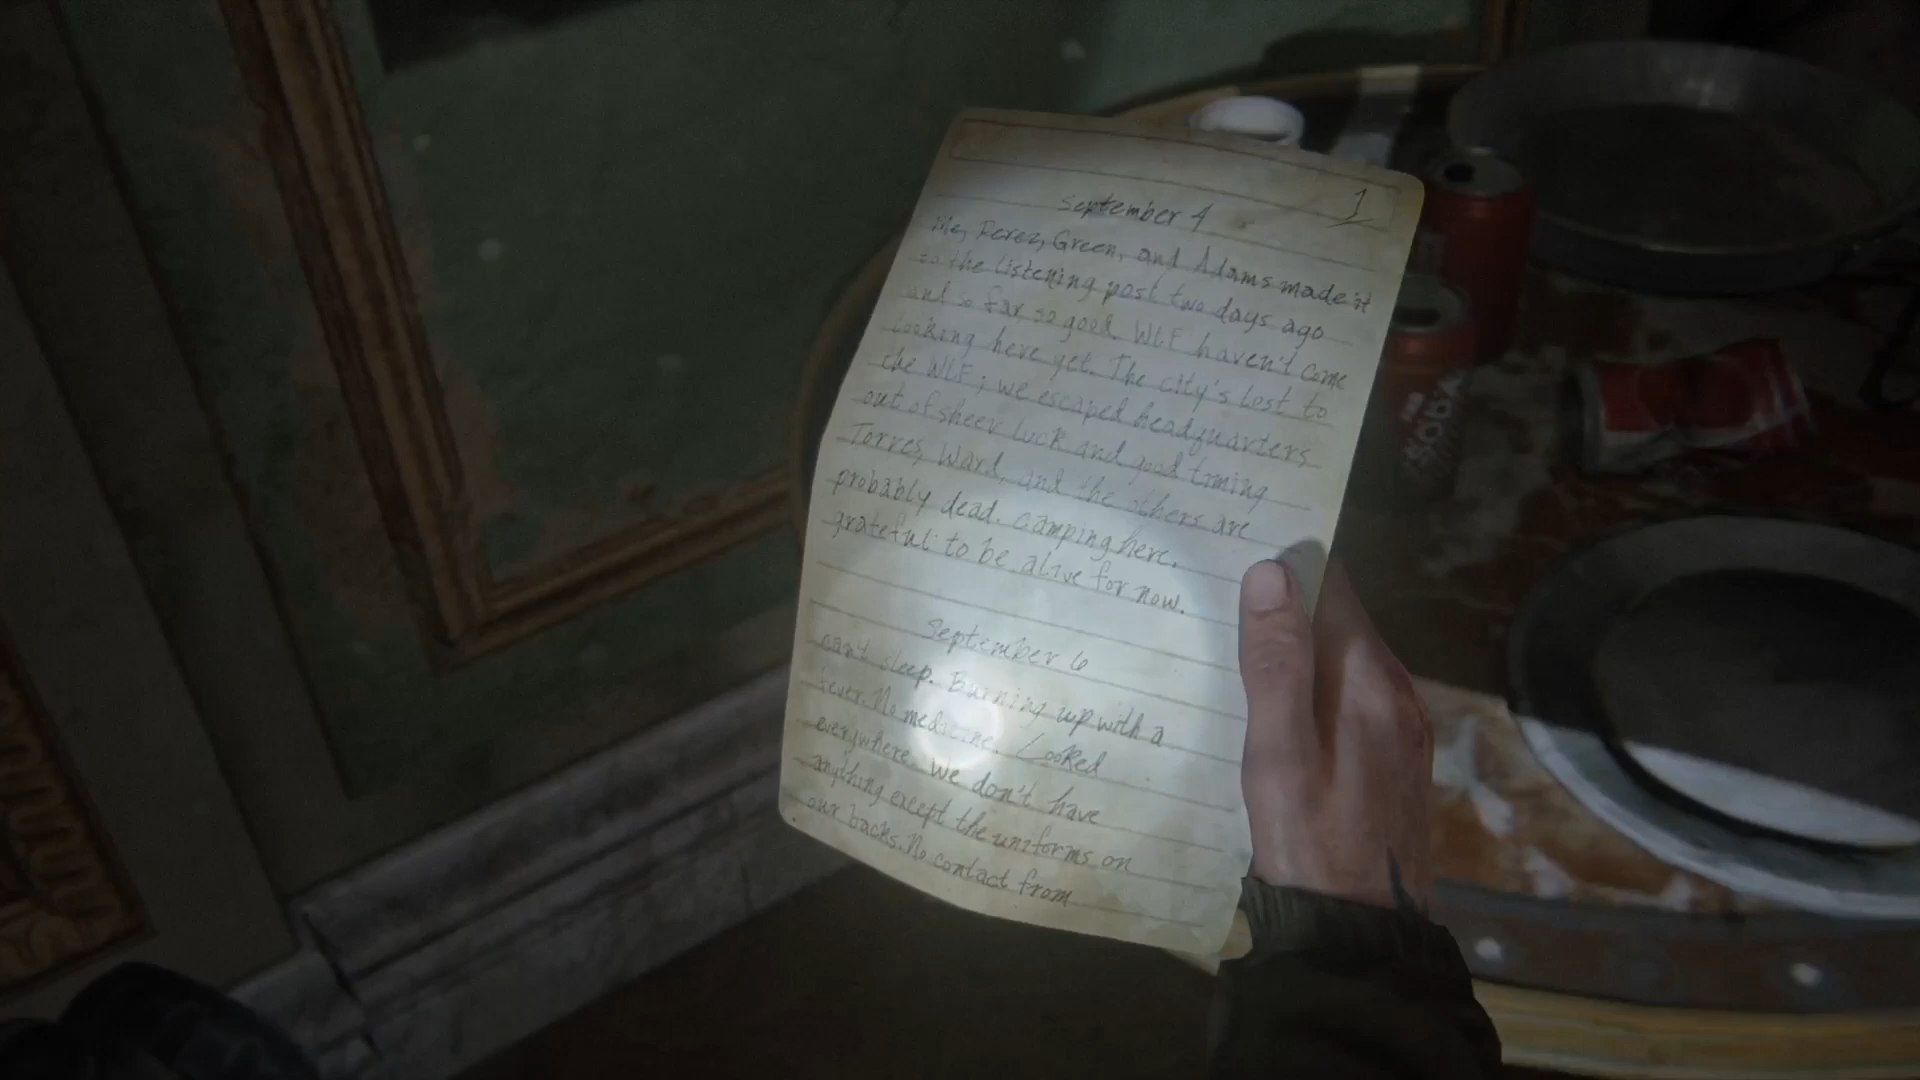 1
September 4
Me, Perez, Green, and Adams made it
to the listening post two days ago
and so far so good. WLF haven't come
looking here yet. The city's lost to
the WLF; we escaped headquarters
out of sheer luck and good timing
Torres, Ward, and the others are
probably dead. camping here.
grateful to be alive for now.
September 6
can't sleep. Burning up with a
fever. No medicine. Looked
everywhere. We don't have
anything except the uniforms on
our backs. No contact from
SODA